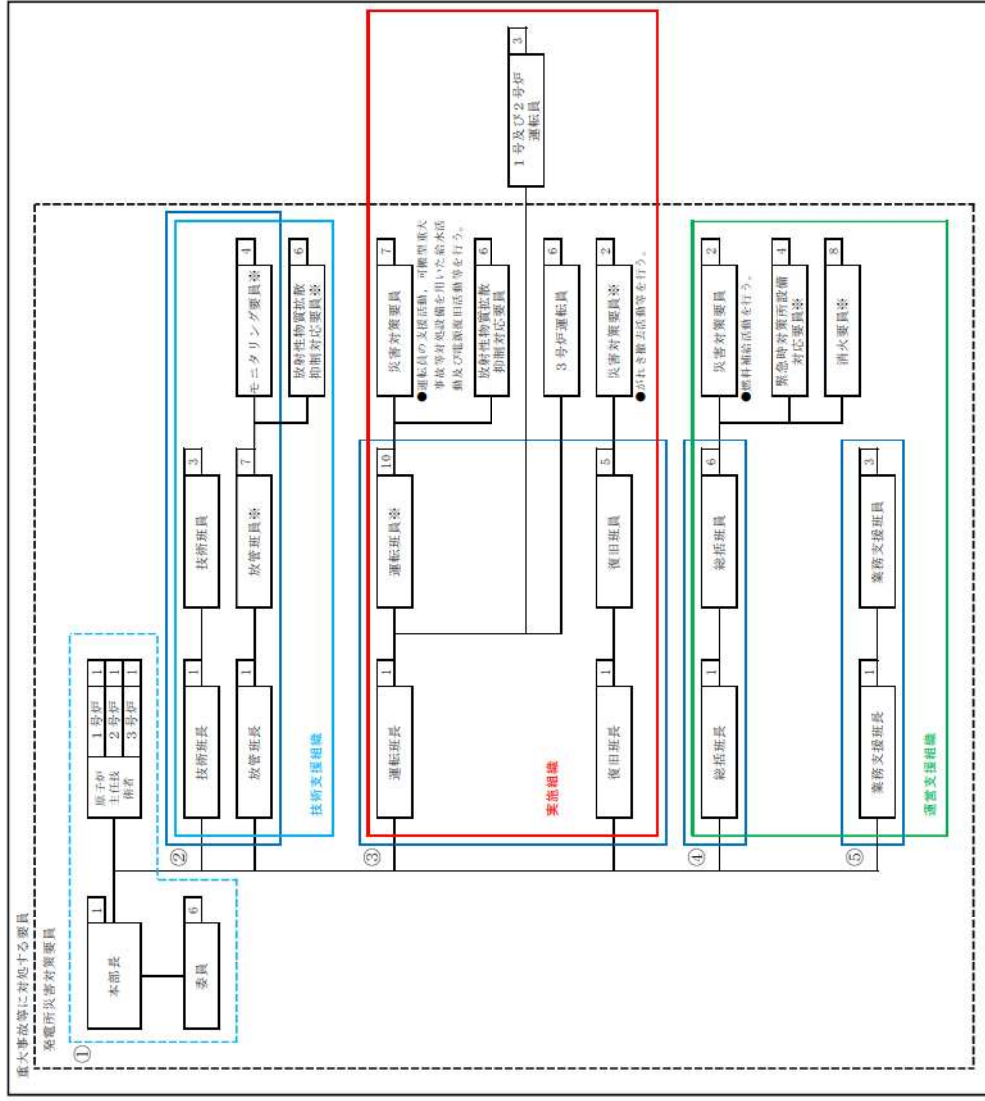 重大事故等に対処する要員
発電所災害対策要員
①
本部長
1
委員
6
原子炉
主任技
術者
1号炉
1
2号炉
1
3号炉
1
②
技術班長
1
技術班員
3
放管班長
1
放管班員※
7
モニタリング要員※
4
放射性物質拡散
抑制対応要員※
6
技術支援組織
③
運転班長
1
運転班員※
10
災害対策要員
7
●運転員の支援活動，可搬型重大
事故等対処設備を用いた給水活
動及び電源復旧活動等を行う。
放射性物質拡散
抑制対応要員
6
3号炉運転員
6
1号及び2号炉
運転員
3
実施組織
復旧班長
1
復旧班員
5
災害対策要員※
2
●がれき撤去活動等を行う。
④
総括班長
1
総括班員
6
災害対策要員
2
●燃料補給活動を行う。
緊急時対策所設備
対応要員※
4
消火要員※
8
⑤
業務支援班長
1
業務支援班員
3
運営支援組織